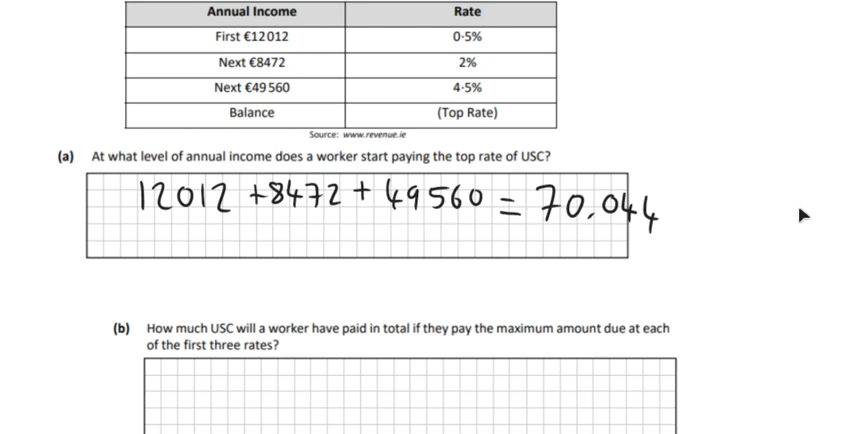 Annual Income Rate
First €12012 0·5%
Next €8472 2%
Next €49560 4·5%
Balance (Top Rate)
Source: www.revenue.ie
(a) At what level of annual income does a worker start paying the top rate of USC?
12012 + 8472 + 49560 = 70.044
(b) How much USC will a worker have paid in total if they pay the maximum amount due at each
of the first three rates?